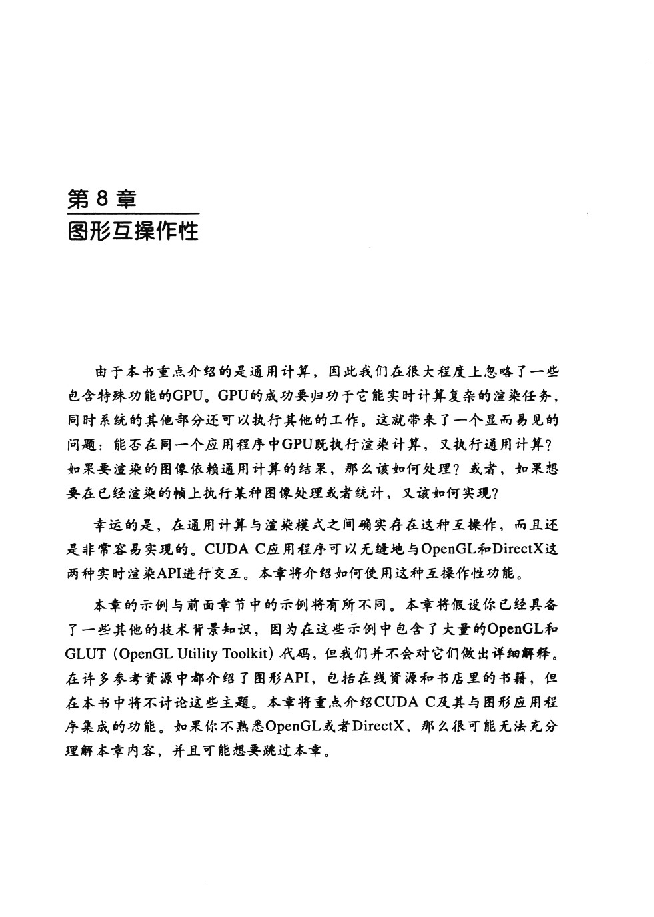 第 8 章
图形互操作性
由于本书重点介绍的是通用计算，因此我们在很大程度上忽略了一些
包含特殊功能的GPU。GPU的成功要归功于它能实时计算复杂的渲染任务，
同时系统的其他部分还可以执行其他的工作。这就带来了一个显而易见的
问题：能否在同一个应用程序中GPU既执行渲染计算，又执行通用计算？
如果要渲染的图像依赖通用计算的结果，那么该如何处理？或者，如果想
要在已经渲染的帧上执行某种图像处理或者统计，又该如何实现？
幸运的是，在通用计算与渲染模式之间确实存在这种互操作，而且还
是非常容易实现的。CUDA C应用程序可以无缝地与OpenGL和DirectX这
两种实时渲染API进行交互。本章将介绍如何使用这种互操作性功能。
本章的示例与前面章节中的示例将有所不同。本章将假设你已经具备
了一些其他的技术背景知识，因为在这些示例中包含了大量的OpenGL和
GLUT（OpenGL Utility Toolkit）代码，但我们并不会对它们做出详细解释。
在许多参考资源中都介绍了图形API，包括在线资源和书店里的书籍，但
在本书中将不讨论这些主题。本章将重点介绍CUDA C及其与图形应用程
序集成的功能。如果你不熟悉OpenGL或者DirectX，那么很可能无法充分
理解本章内容，并且可能想要跳过本章。